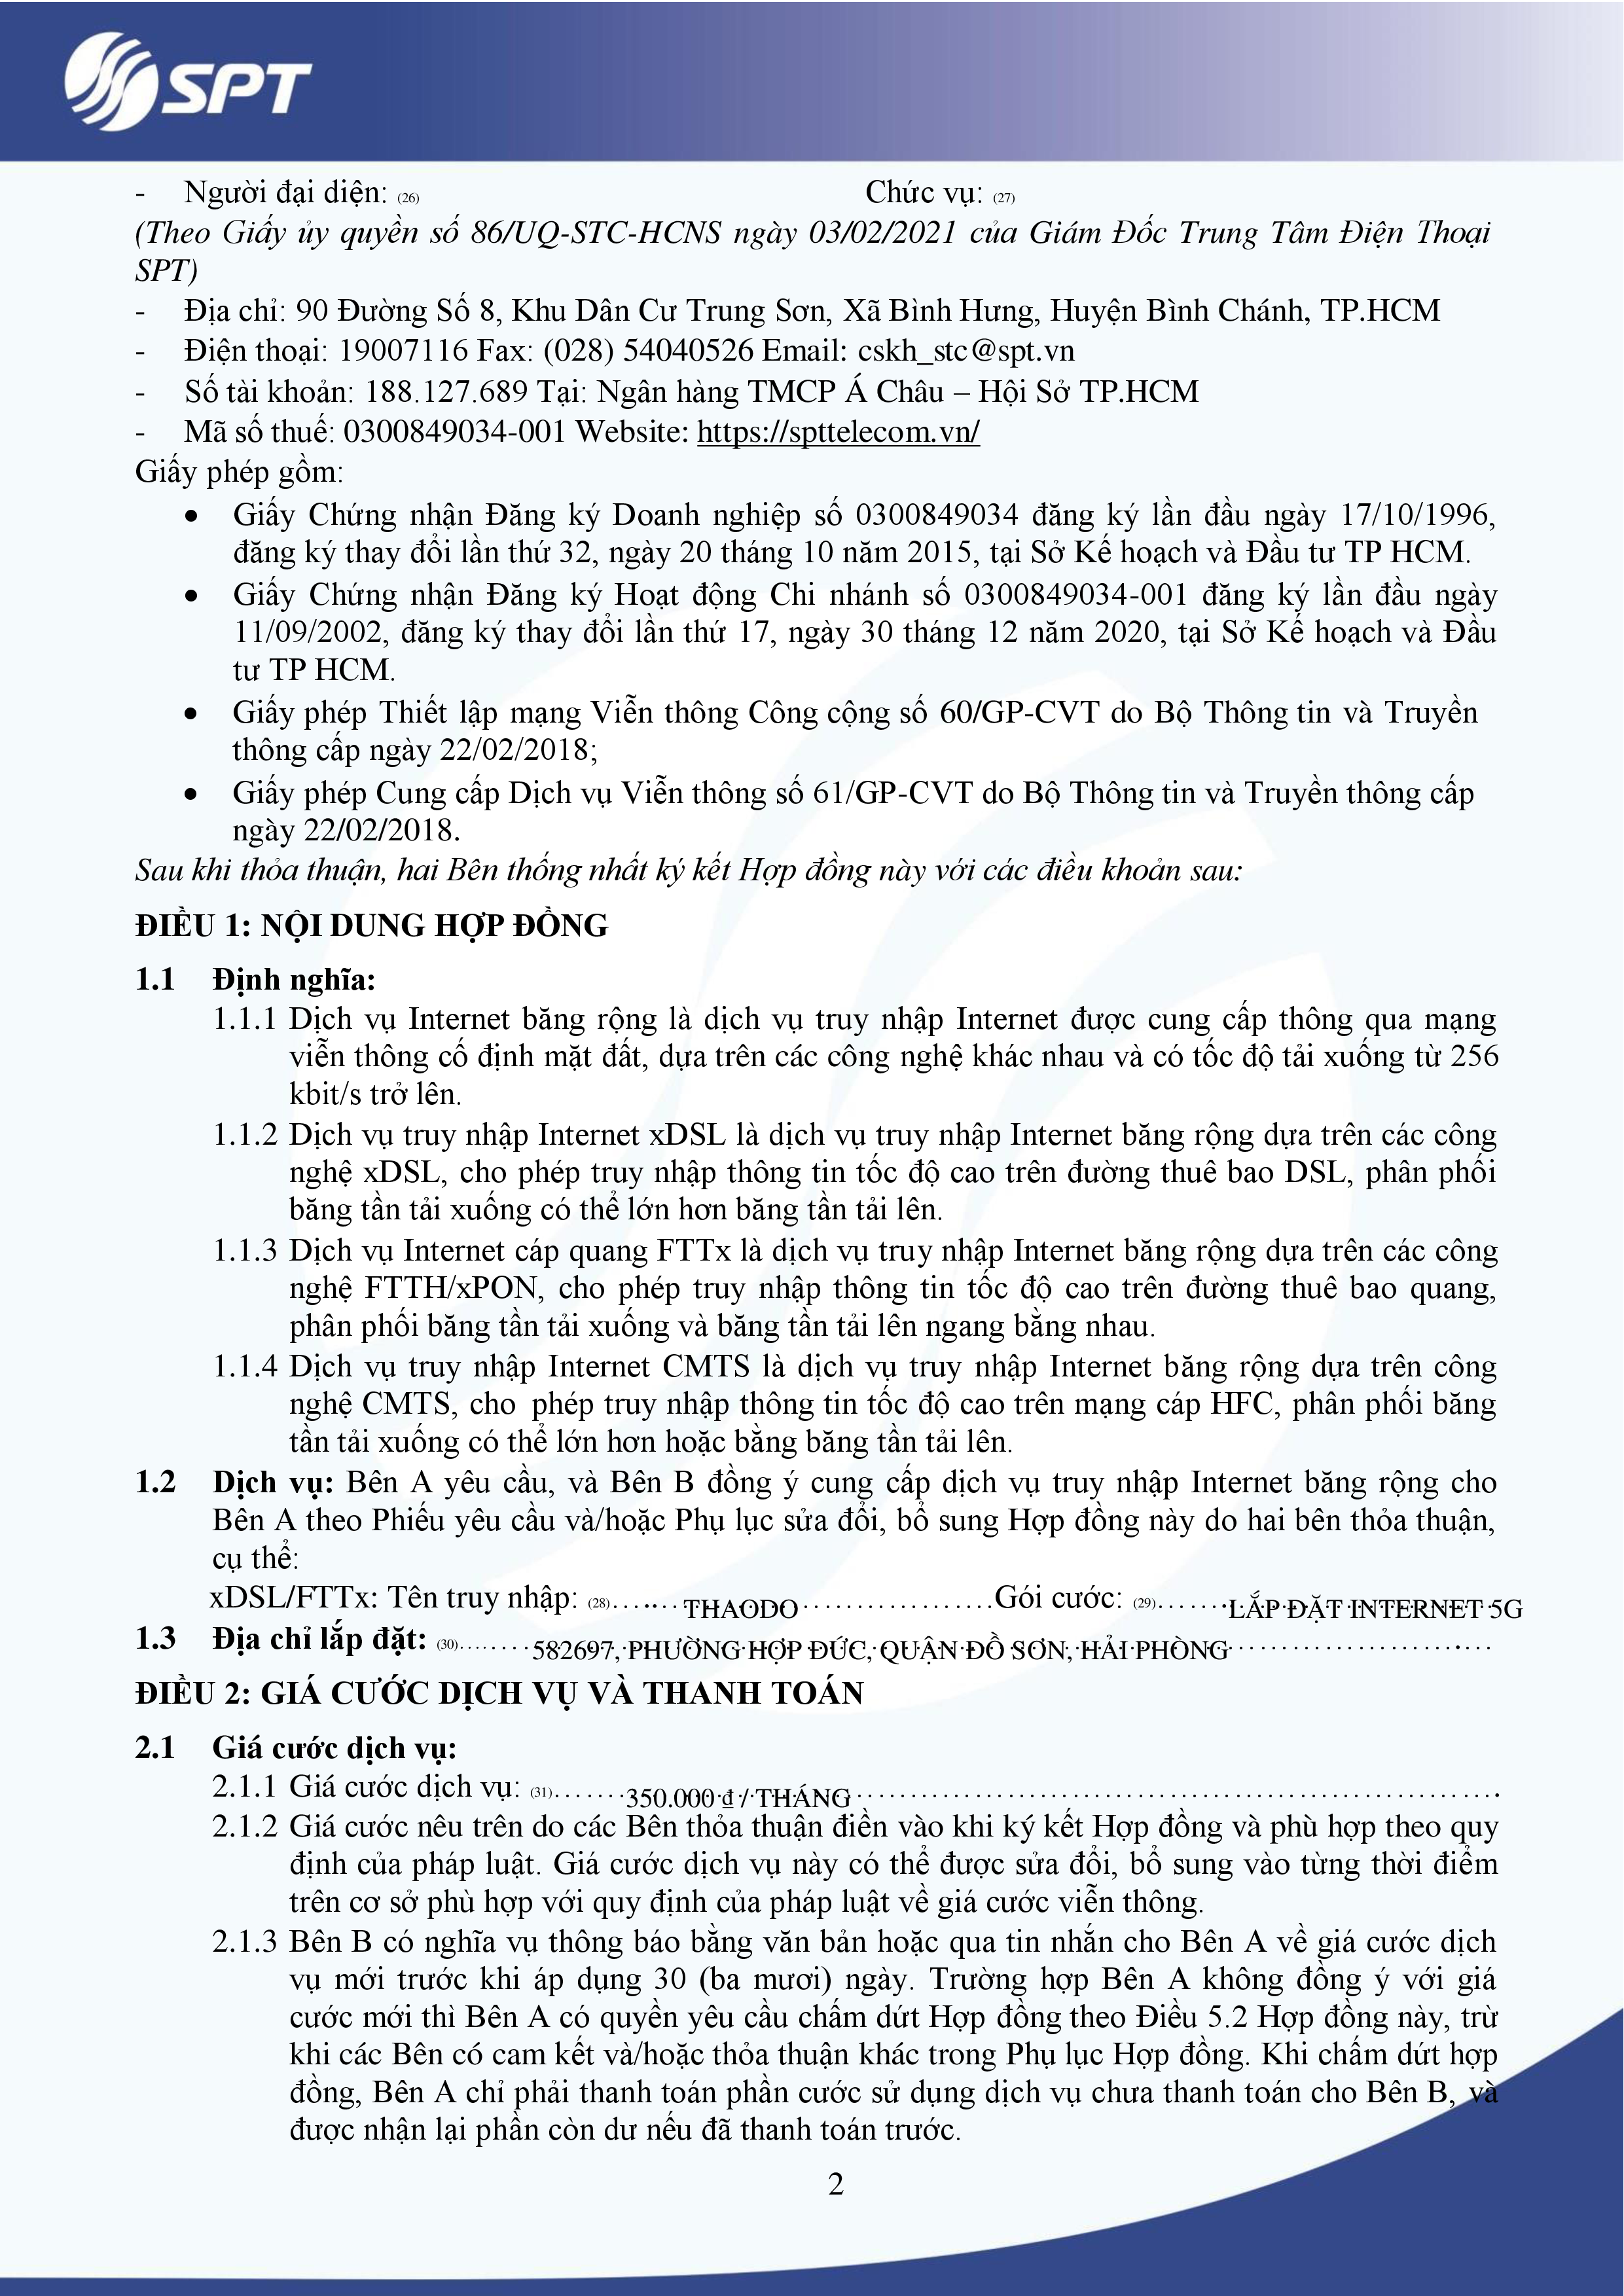 SPT
- Người đại diện: (26) Chức vụ: (27)
(Theo Giấy ủy quyền số 86/UQ-STC-HCNS ngày 03/02/2021 của Giám Đốc Trung Tâm Điện Thoại
SPT)
- Địa chỉ: 90 Đường Số 8, Khu Dân Cư Trung Sơn, Xã Bình Hưng, Huyện Bình Chánh, TP.HCM
- Điện thoại: 19007116 Fax: (028) 54040526 Email: cskh_stc@spt.vn
- Số tài khoản: 188.127.689 Tại: Ngân hàng TMCP Á Châu – Hội Sở TP.HCM
- Mã số thuế: 0300849034-001 Website: https://spttelecom.vn/
Giấy phép gồm:
• Giấy Chứng nhận Đăng ký Doanh nghiệp số 0300849034 đăng ký lần đầu ngày 17/10/1996,
đăng ký thay đổi lần thứ 32, ngày 20 tháng 10 năm 2015, tại Sở Kế hoạch và Đầu tư TP HCM.
• Giấy Chứng nhận Đăng ký Hoạt động Chi nhánh số 0300849034-001 đăng ký lần đầu ngày
11/09/2002, đăng ký thay đổi lần thứ 17, ngày 30 tháng 12 năm 2020, tại Sở Kế hoạch và Đầu
tư TP HCM.
• Giấy phép Thiết lập mạng Viễn thông Công cộng số 60/GP-CVT do Bộ Thông tin và Truyền
thông cấp ngày 22/02/2018;
• Giấy phép Cung cấp Dịch vụ Viễn thông số 61/GP-CVT do Bộ Thông tin và Truyền thông cấp
ngày 22/02/2018.
Sau khi thỏa thuận, hai Bên thống nhất ký kết Hợp đồng này với các điều khoản sau:
ĐIỀU 1: NỘI DUNG HỢP ĐỒNG
1.1 Định nghĩa:
1.1.1 Dịch vụ Internet băng rộng là dịch vụ truy nhập Internet được cung cấp thông qua mạng
viễn thông cố định mặt đất, dựa trên các công nghệ khác nhau và có tốc độ tải xuống từ 256
kbit/s trở lên.
1.1.2 Dịch vụ truy nhập Internet xDSL là dịch vụ truy nhập Internet băng rộng dựa trên các công
nghệ xDSL, cho phép truy nhập thông tin tốc độ cao trên đường thuê bao DSL, phân phối
băng tần tải xuống có thể lớn hơn băng tần tải lên.
1.1.3 Dịch vụ Internet cáp quang FTTx là dịch vụ truy nhập Internet băng rộng dựa trên các công
nghệ FTTH/xPON, cho phép truy nhập thông tin tốc độ cao trên đường thuê bao quang,
phân phối băng tần tải xuống và băng tần tải lên ngang bằng nhau.
1.1.4 Dịch vụ truy nhập Internet CMTS là dịch vụ truy nhập Internet băng rộng dựa trên công
nghệ CMTS, cho phép truy nhập thông tin tốc độ cao trên mạng cáp HFC, phân phối băng
tần tải xuống có thể lớn hơn hoặc bằng băng tần tải lên.
1.2 Dịch vụ: Bên A yêu cầu, và Bên B đồng ý cung cấp dịch vụ truy nhập Internet băng rộng cho
Bên A theo Phiếu yêu cầu và/hoặc Phụ lục sửa đổi, bổ sung Hợp đồng này do hai bên thỏa thuận,
cụ thể:
xDSL/FTTx: Tên truy nhập: (28)......THAODO..................Gói cước: (29).......LẮP ĐẶT INTERNET 5G
1.3 Địa chỉ lắp đặt: (30).......582697, PHƯỜNG HỢP ĐỨC, QUẬN ĐỒ SƠN, HẢI PHÒNG.........................
ĐIỀU 2: GIÁ CƯỚC DỊCH VỤ VÀ THANH TOÁN
2.1 Giá cước dịch vụ:
2.1.1 Giá cước dịch vụ: (31).......350.000 ₫ / THÁNG............................................................
2.1.2 Giá cước nêu trên do các Bên thỏa thuận điền vào khi ký kết Hợp đồng và phù hợp theo quy
định của pháp luật. Giá cước dịch vụ này có thể được sửa đổi, bổ sung vào từng thời điểm
trên cơ sở phù hợp với quy định của pháp luật về giá cước viễn thông.
2.1.3 Bên B có nghĩa vụ thông báo bằng văn bản hoặc qua tin nhắn cho Bên A về giá cước dịch
vụ mới trước khi áp dụng 30 (ba mươi) ngày. Trường hợp Bên A không đồng ý với giá
cước mới thì Bên A có quyền yêu cầu chấm dứt Hợp đồng theo Điều 5.2 Hợp đồng này, trừ
khi các Bên có cam kết và/hoặc thỏa thuận khác trong Phụ lục Hợp đồng. Khi chấm dứt hợp
đồng, Bên A chỉ phải thanh toán phần cước sử dụng dịch vụ chưa thanh toán cho Bên B, và
được nhận lại phần còn dư nếu đã thanh toán trước.
2